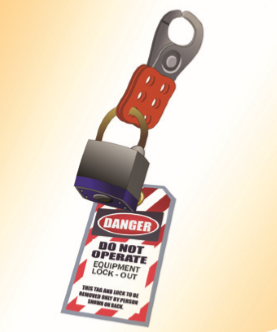 DANGER
DO NOT
OPERATE
EQUIPMENT
LOCK - OUT
THIS TAG AND LOCK TO BE
REMOVED ONLY BY PERSON
SHOWN ON BACK.